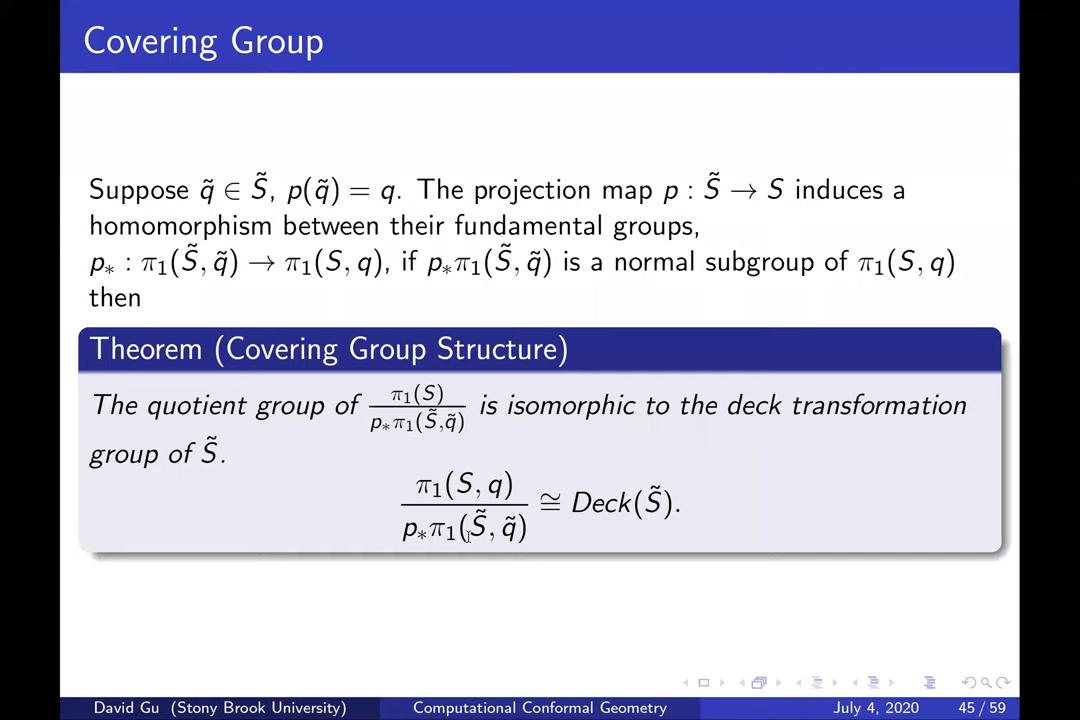 Covering Group
Suppose q̃ ∈ S̃, p(q̃) = q. The projection map p : S̃ → S induces a
homomorphism between their fundamental groups,
p∗ : π₁(S̃, q̃) → π₁(S, q), if p∗π₁(S̃, q̃) is a normal subgroup of π₁(S, q)
then
Theorem (Covering Group Structure)
The quotient group of π₁(S) / p∗π₁(S̃,q̃) is isomorphic to the deck transformation
group of S̃.
π₁(S, q) / p∗π₁(S̃, q̃) ≅ Deck(S̃).
David Gu (Stony Brook University) Computational Conformal Geometry July 4, 2020 45 / 59